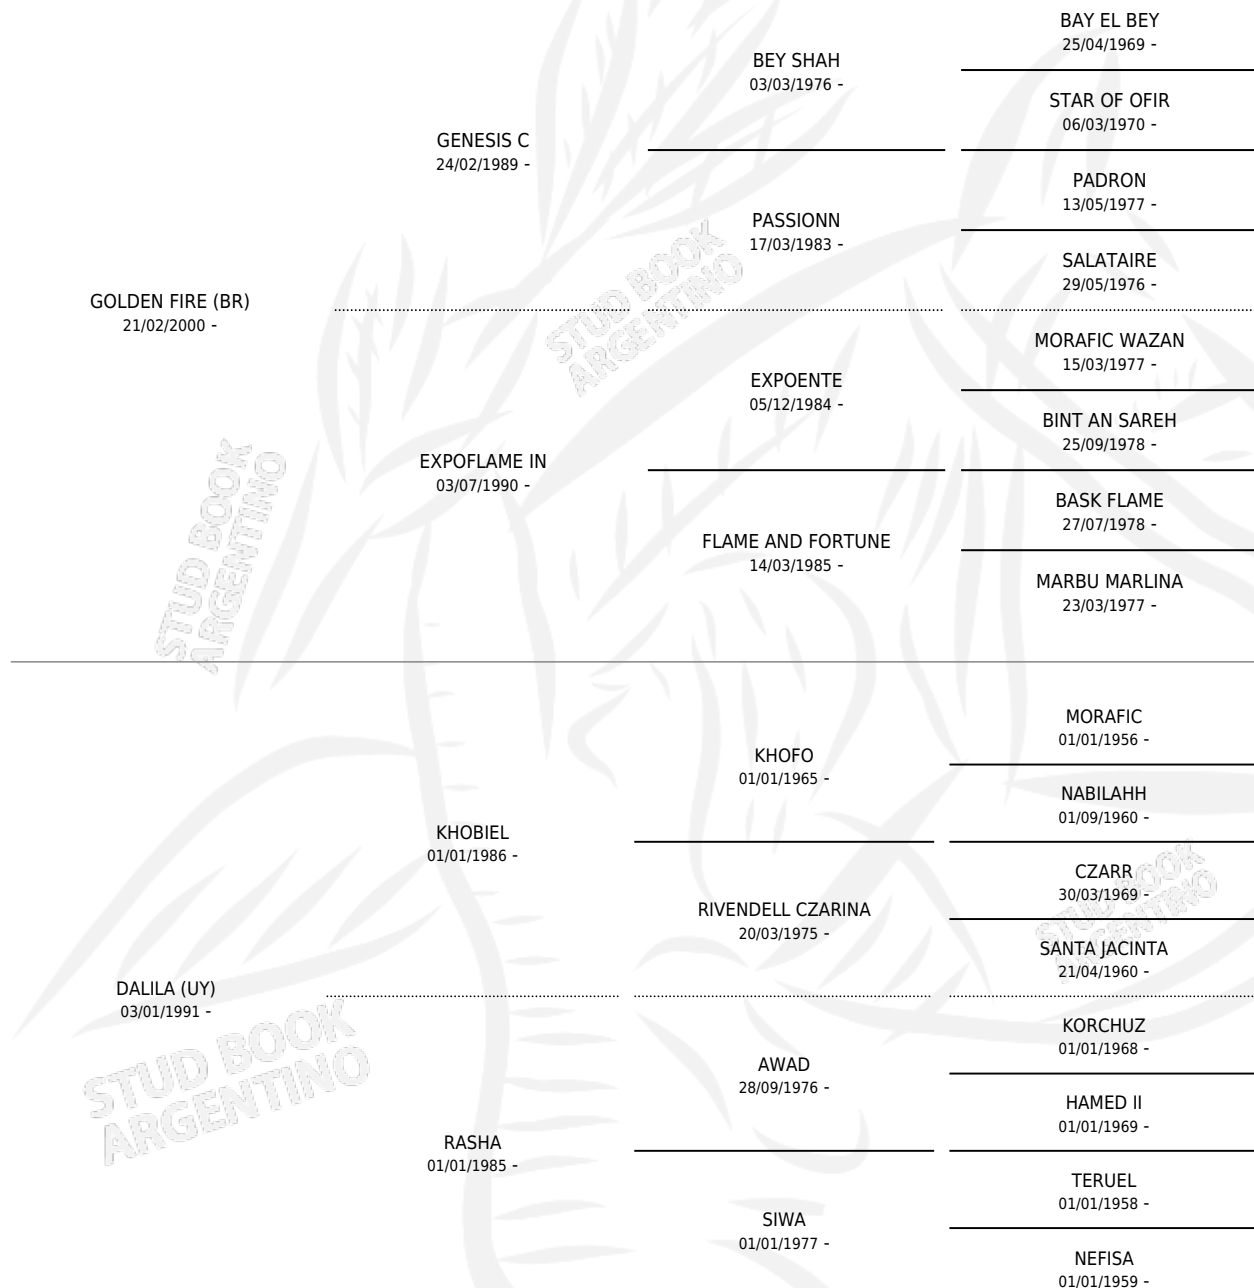 BAY EL BEY
25/04/1969 -
BEY SHAH
03/03/1976 -
STAR OF OFIR
06/03/1970 -
GENESIS C
24/02/1989 -
PADRON
13/05/1977 -
PASSIONN
17/03/1983 -
SALATAIRE
29/05/1976 -
GOLDEN FIRE (BR)
21/02/2000 -
MORAFIC WAZAN
15/03/1977 -
EXPOENTE
05/12/1984 -
BINT AN SAREH
25/09/1978 -
EXPOFLAME IN
03/07/1990 -
BASK FLAME
27/07/1978 -
FLAME AND FORTUNE
14/03/1985 -
MARBU MARLINA
23/03/1977 -
MORAFIC
01/01/1956 -
KHOFO
01/01/1965 -
NABILAHH
01/09/1960 -
KHOBIEL
01/01/1986 -
CZARR
30/03/1969 -
RIVENDELL CZARINA
20/03/1975 -
SANTA JACINTA
21/04/1960 -
DALILA (UY)
03/01/1991 -
KORCHUZ
01/01/1968 -
AWAD
28/09/1976 -
HAMED II
01/01/1969 -
RASHA
01/01/1985 -
TERUEL
01/01/1958 -
SIWA
01/01/1977 -
NEFISA
01/01/1959 -
STUD BOOK
ARGENTINO
STUD BOOK
ARGENTINO
STUD BOOK
ARGENTINO
STUD BOOK
ARGENTINO